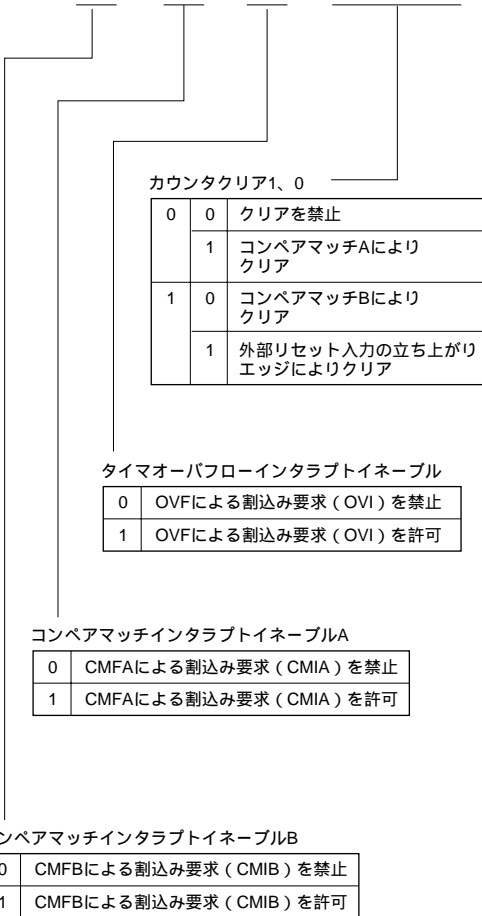 カウンタクリア1、0
0 0 クリアを禁止
1 コンペアマッチAにより
クリア
1 0 コンペアマッチBにより
クリア
1 外部リセット入力の立ち上がり
エッジによりクリア
タイマオーバフローインタラプトイネーブル
0 OVFによる割込み要求（OVI）を禁止
1 OVFによる割込み要求（OVI）を許可
コンペアマッチインタラプトイネーブルA
0 CMFAによる割込み要求（CMIA）を禁止
1 CMFAによる割込み要求（CMIA）を許可
ンペアマッチインタラプトイネーブルB
0 CMFBによる割込み要求（CMIB）を禁止
1 CMFBによる割込み要求（CMIB）を許可